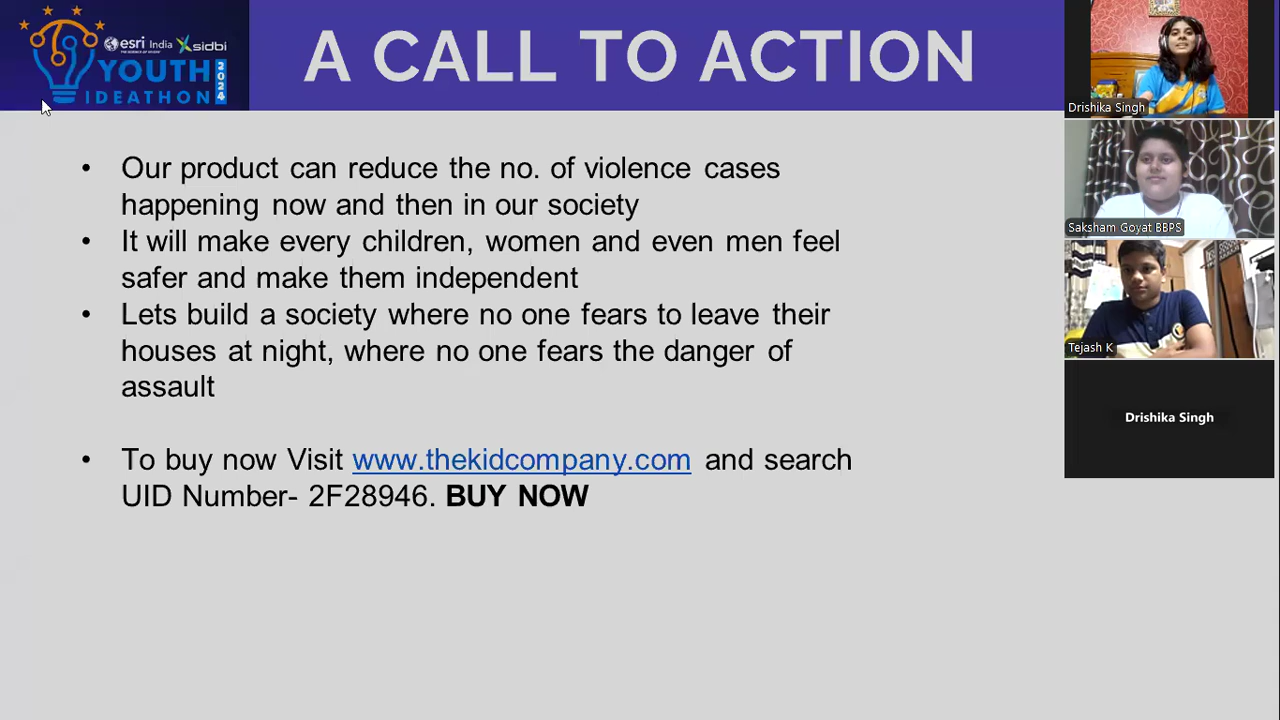 esri India
sidbi
YOUTH
2024
IDEATHON
A CALL TO ACTION
• Our product can reduce the no. of violence cases
happening now and then in our society
• It will make every children, women and even men feel
safer and make them independent
• Lets build a society where no one fears to leave their
houses at night, where no one fears the danger of
assault
• To buy now Visit www.thekidcompany.com and search
UID Number- 2F28946. BUY NOW
Drishika Singh
Saksham Goyat BBPS
Tejash K
Drishika Singh